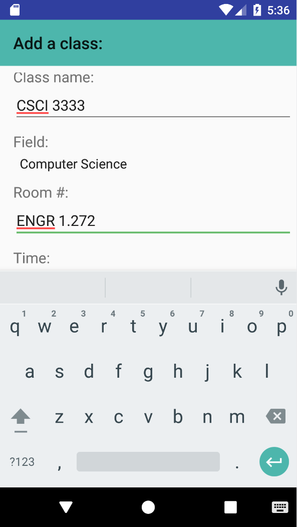 5:36
Add a class:
Class name:
CSCI 3333
Field:
Computer Science
Room #:
ENGR 1.272
Time:
1 2 3 4 5 6 7 8 9 0
q w e r t y u i o p
a s d f g h j k l
z x c v b n m
?123 , .